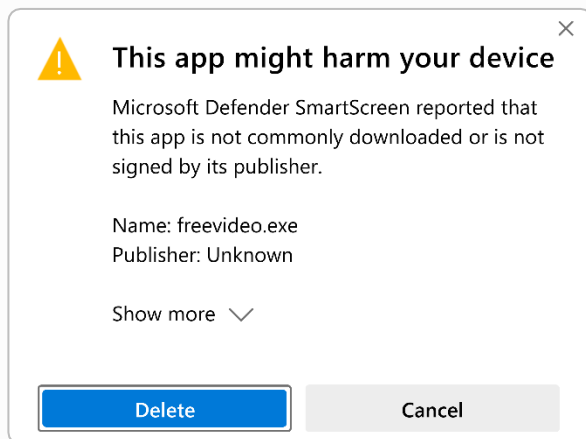 This app might harm your device
Microsoft Defender SmartScreen reported that
this app is not commonly downloaded or is not
signed by its publisher.
Name: freevideo.exe
Publisher: Unknown
Show more
Delete
Cancel